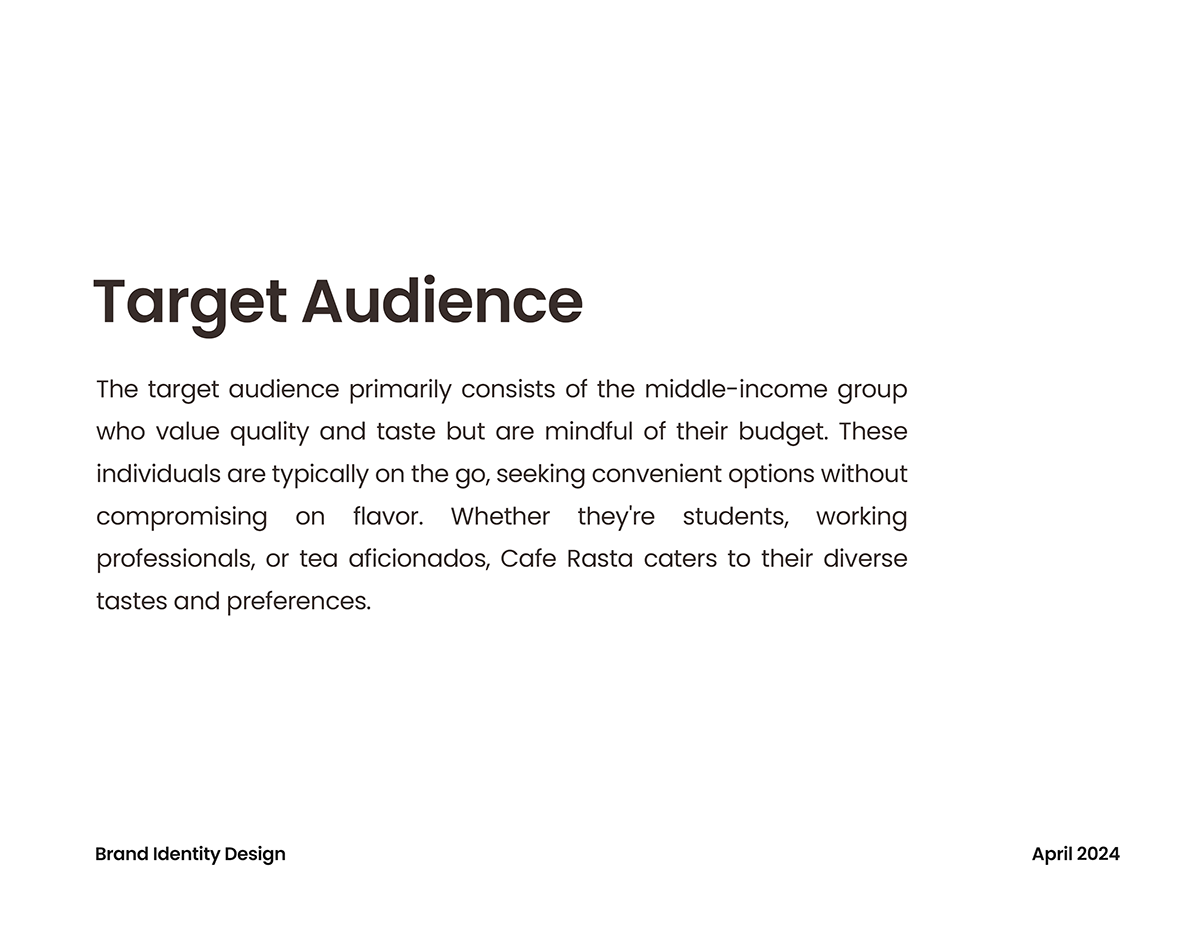 Target Audience
The target audience primarily consists of the middle-income group
who value quality and taste but are mindful of their budget. These
individuals are typically on the go, seeking convenient options without
compromising on flavor. Whether they're students, working
professionals, or tea aficionados, Cafe Rasta caters to their diverse
tastes and preferences.
Brand Identity Design
April 2024